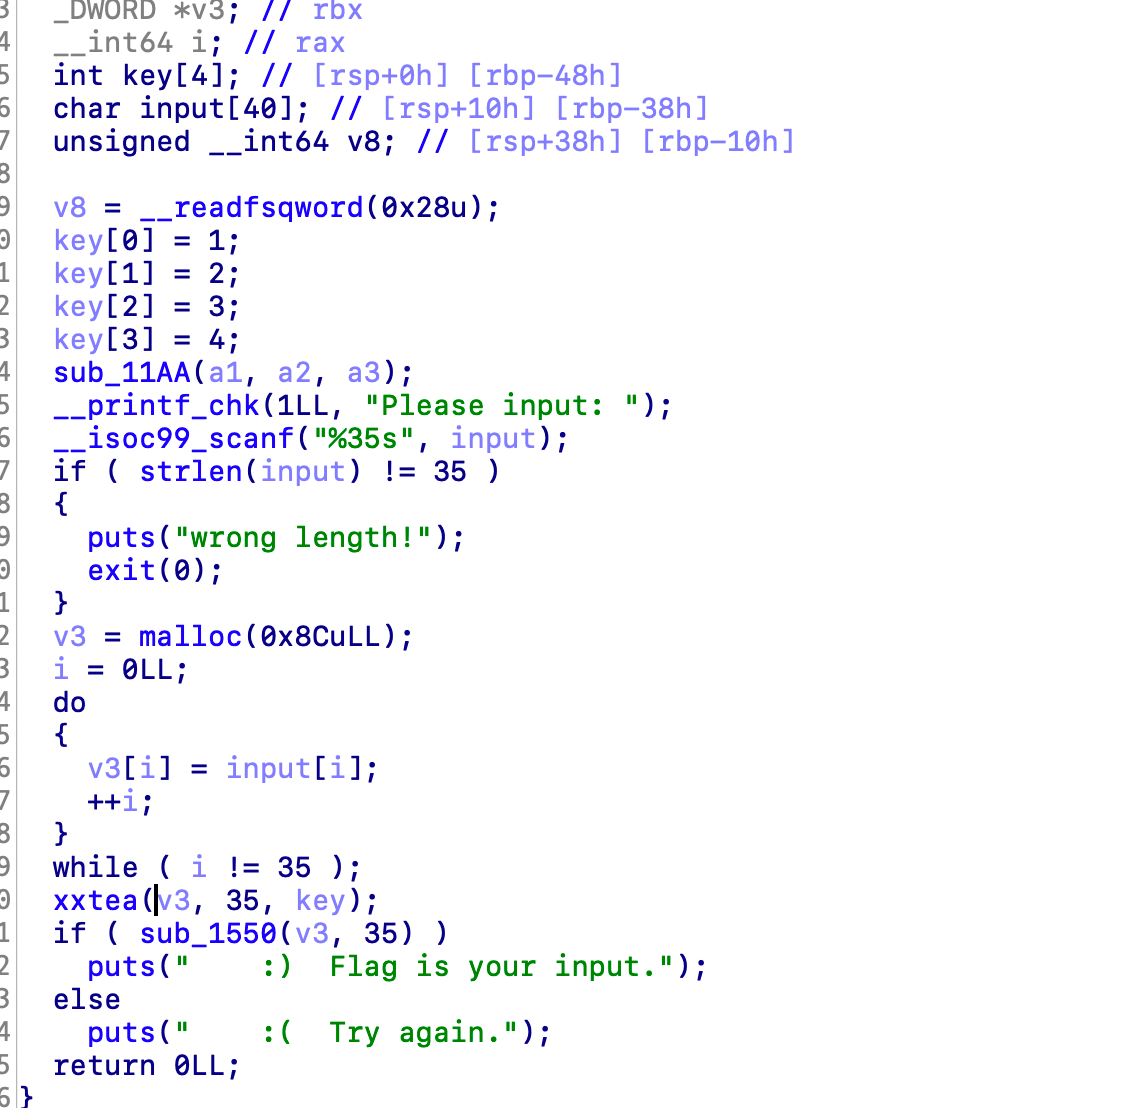 3 _DWORD *v3; // rbx
4 __int64 i; // rax
5 int key[4]; // [rsp+0h] [rbp-48h]
6 char input[40]; // [rsp+10h] [rbp-38h]
7 unsigned __int64 v8; // [rsp+38h] [rbp-10h]
8
9 v8 = __readfsqword(0x28u);
0 key[0] = 1;
1 key[1] = 2;
2 key[2] = 3;
3 key[3] = 4;
4 sub_11AA(a1, a2, a3);
5 __printf_chk(1LL, "Please input: ");
6 __isoc99_scanf("%35s", input);
7 if ( strlen(input) != 35 )
8 {
9 puts("wrong length!");
0 exit(0);
1 }
2 v3 = malloc(0x8CuLL);
3 i = 0LL;
4 do
5 {
6 v3[i] = input[i];
7 ++i;
8 }
9 while ( i != 35 );
0 xxtea(v3, 35, key);
1 if ( sub_1550(v3, 35) )
2 puts("    :)  Flag is your input.");
3 else
4 puts("    :(  Try again.");
5 return 0LL;
6 }